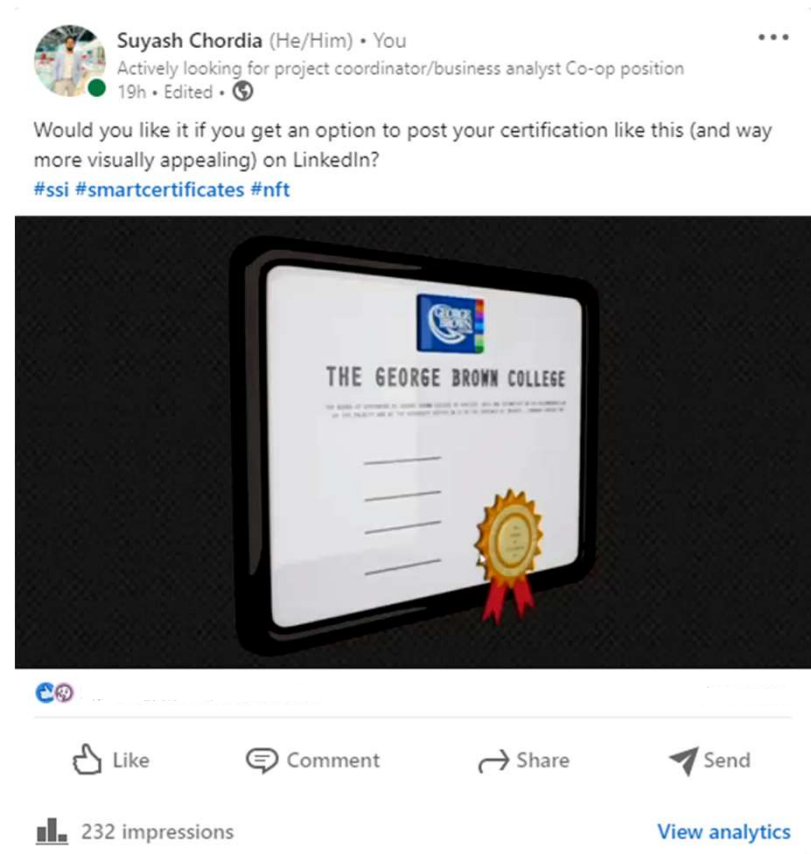 Suyash Chordia (He/Him) • You
Actively looking for project coordinator/business analyst Co-op position
19h • Edited •
Would you like it if you get an option to post your certification like this (and way
more visually appealing) on LinkedIn?
#ssi #smartcertificates #nft
GEORGE
BROWN
THE GEORGE BROWN COLLEGE
Like
Comment
Share
Send
232 impressions
View analytics